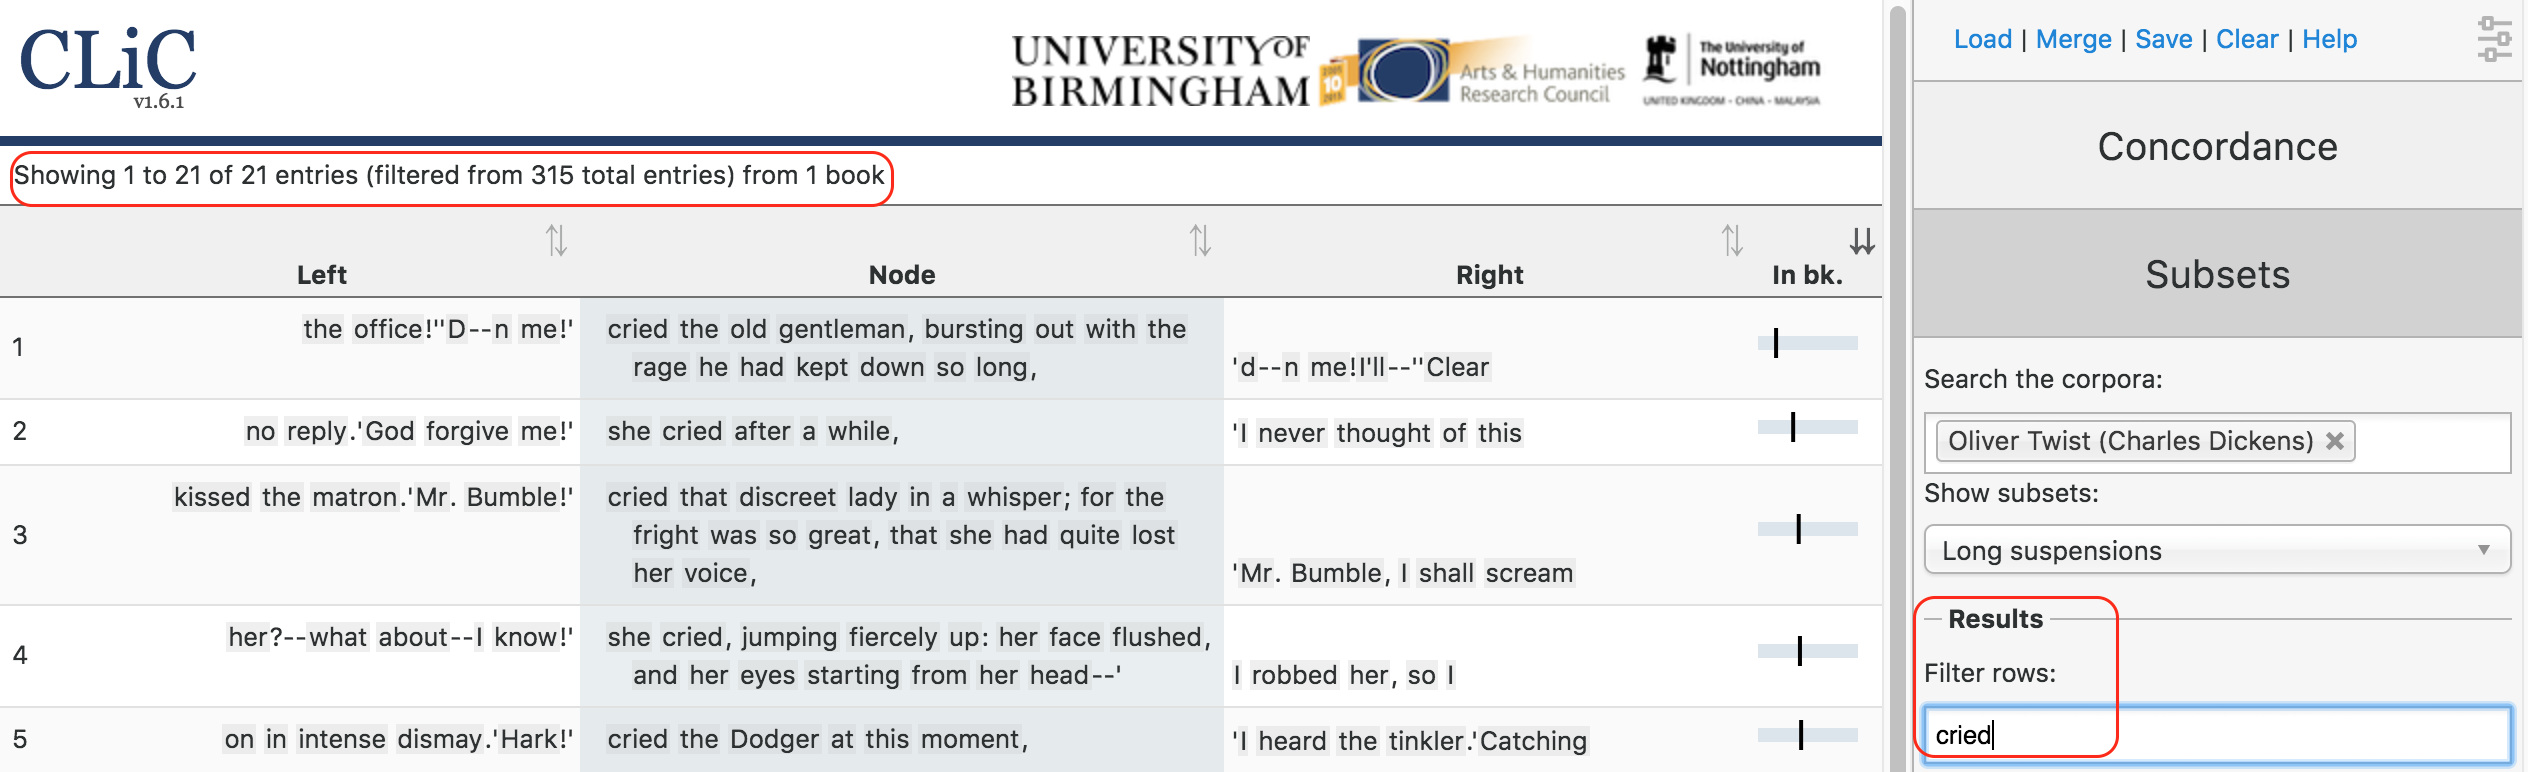 CLiC
v1.6.1
UNIVERSITY OF
BIRMINGHAM
10
Arts & Humanities
Research Council
The University of
Nottingham
UNITED KINGDOM • CHINA • MALAYSIA
Load | Merge | Save | Clear | Help
Concordance
Subsets
Search the corpora:
Oliver Twist (Charles Dickens) ×
Show subsets:
Long suspensions
Results
Filter rows:
cried
Showing 1 to 21 of 21 entries (filtered from 315 total entries) from 1 book
Left Node Right In bk.
1 the office!''D--n me!' cried the old gentleman, bursting out with the
rage he had kept down so long, 'd--n me!I'll--''Clear
2 no reply.'God forgive me!' she cried after a while, 'I never thought of this
3 kissed the matron.'Mr. Bumble!' cried that discreet lady in a whisper; for the
fright was so great, that she had quite lost
her voice, 'Mr. Bumble, I shall scream
4 her?--what about--I know!' she cried, jumping fiercely up: her face flushed,
and her eyes starting from her head--' I robbed her, so I
5 on in intense dismay.'Hark!' cried the Dodger at this moment, 'I heard the tinkler.'Catching